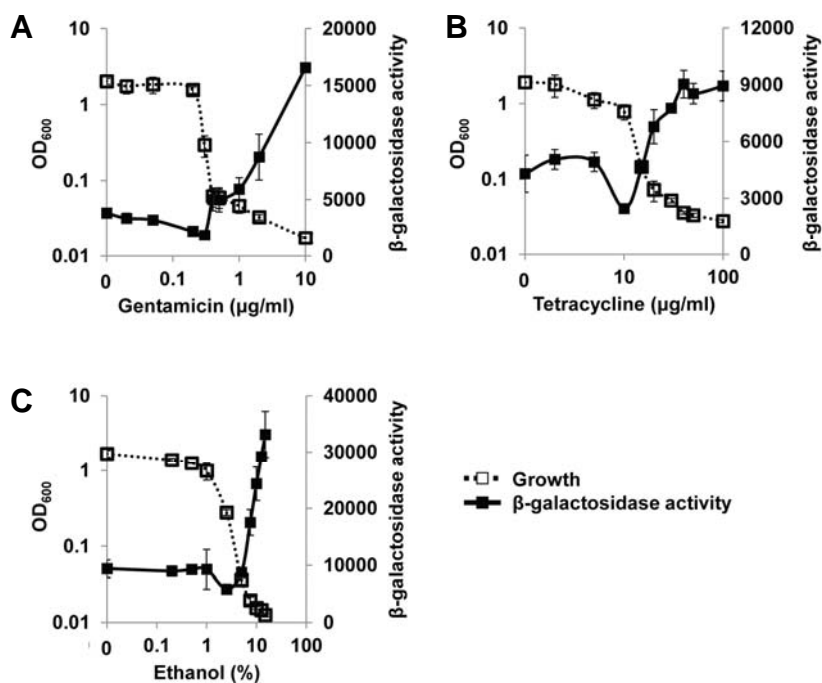 A
10
1
0.1
0.01
OD600
20000
15000
10000
5000
0
β-galactosidase activity
0 0.1 1 10
Gentamicin (µg/ml)
B
10
1
0.1
0.01
OD600
12000
9000
6000
3000
0
β-galactosidase activity
0 10 100
Tetracycline (µg/ml)
C
10
1
0.1
0.01
OD600
40000
30000
20000
10000
0
β-galactosidase activity
0 0.1 1 10 100
Ethanol (%)
Growth
β-galactosidase activity